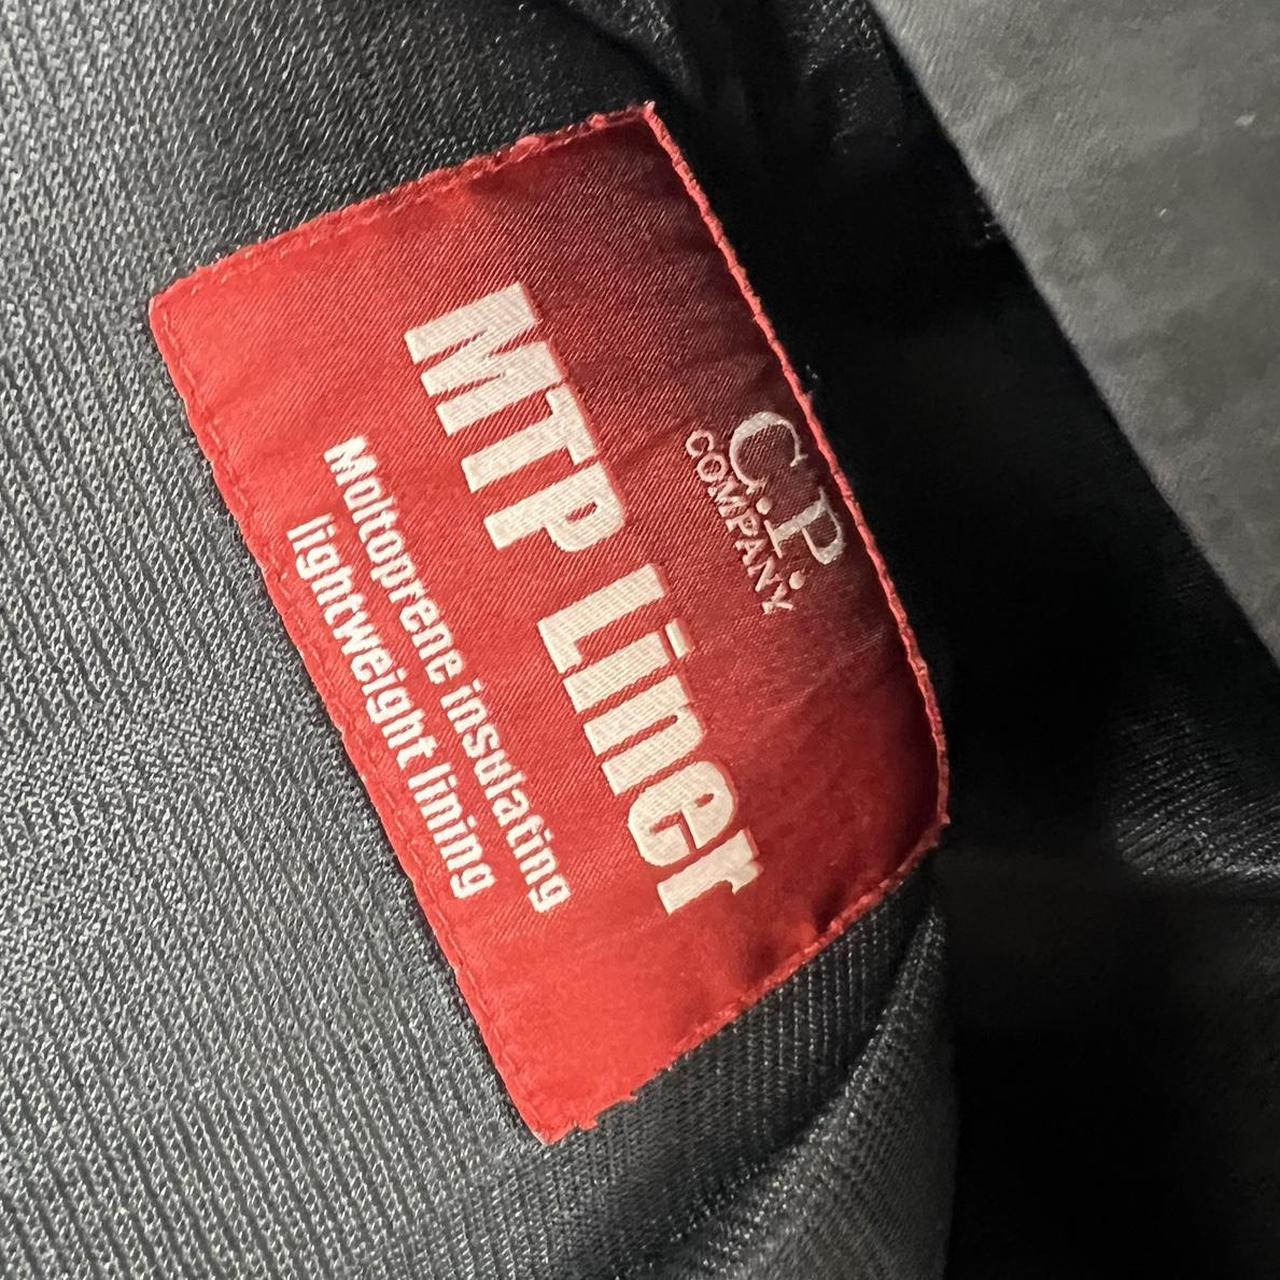 C.P.
COMPANY
MTP Liner
Moltoprene insulating
lightweight lining